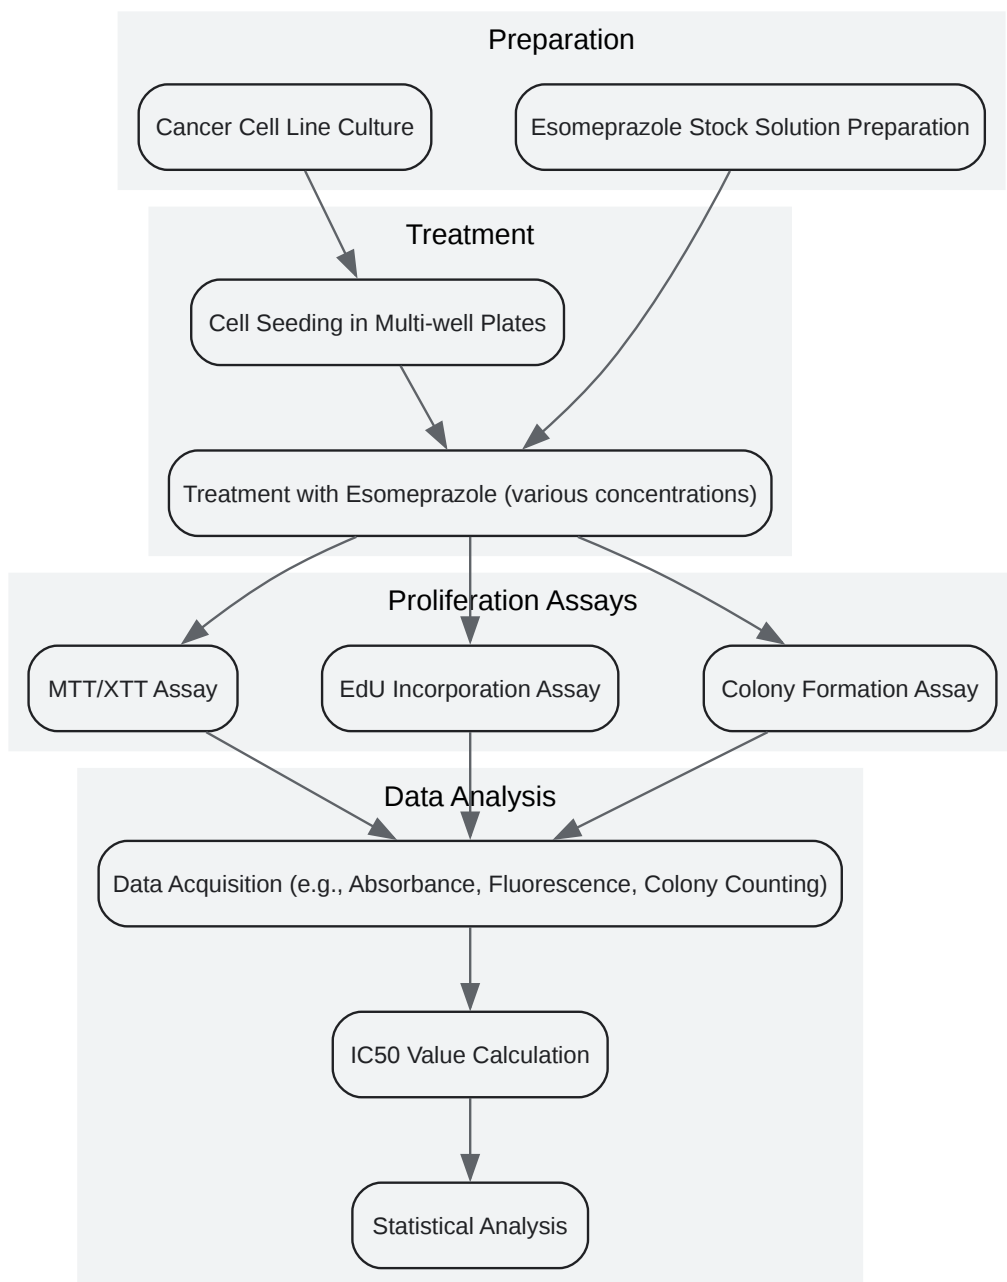 Preparation
Cancer Cell Line Culture
Esomeprazole Stock Solution Preparation
Treatment
Cell Seeding in Multi-well Plates
Treatment with Esomeprazole (various concentrations)
Proliferation Assays
MTT/XTT Assay
EdU Incorporation Assay
Colony Formation Assay
Data Analysis
Data Acquisition (e.g., Absorbance, Fluorescence, Colony Counting)
IC50 Value Calculation
Statistical Analysis